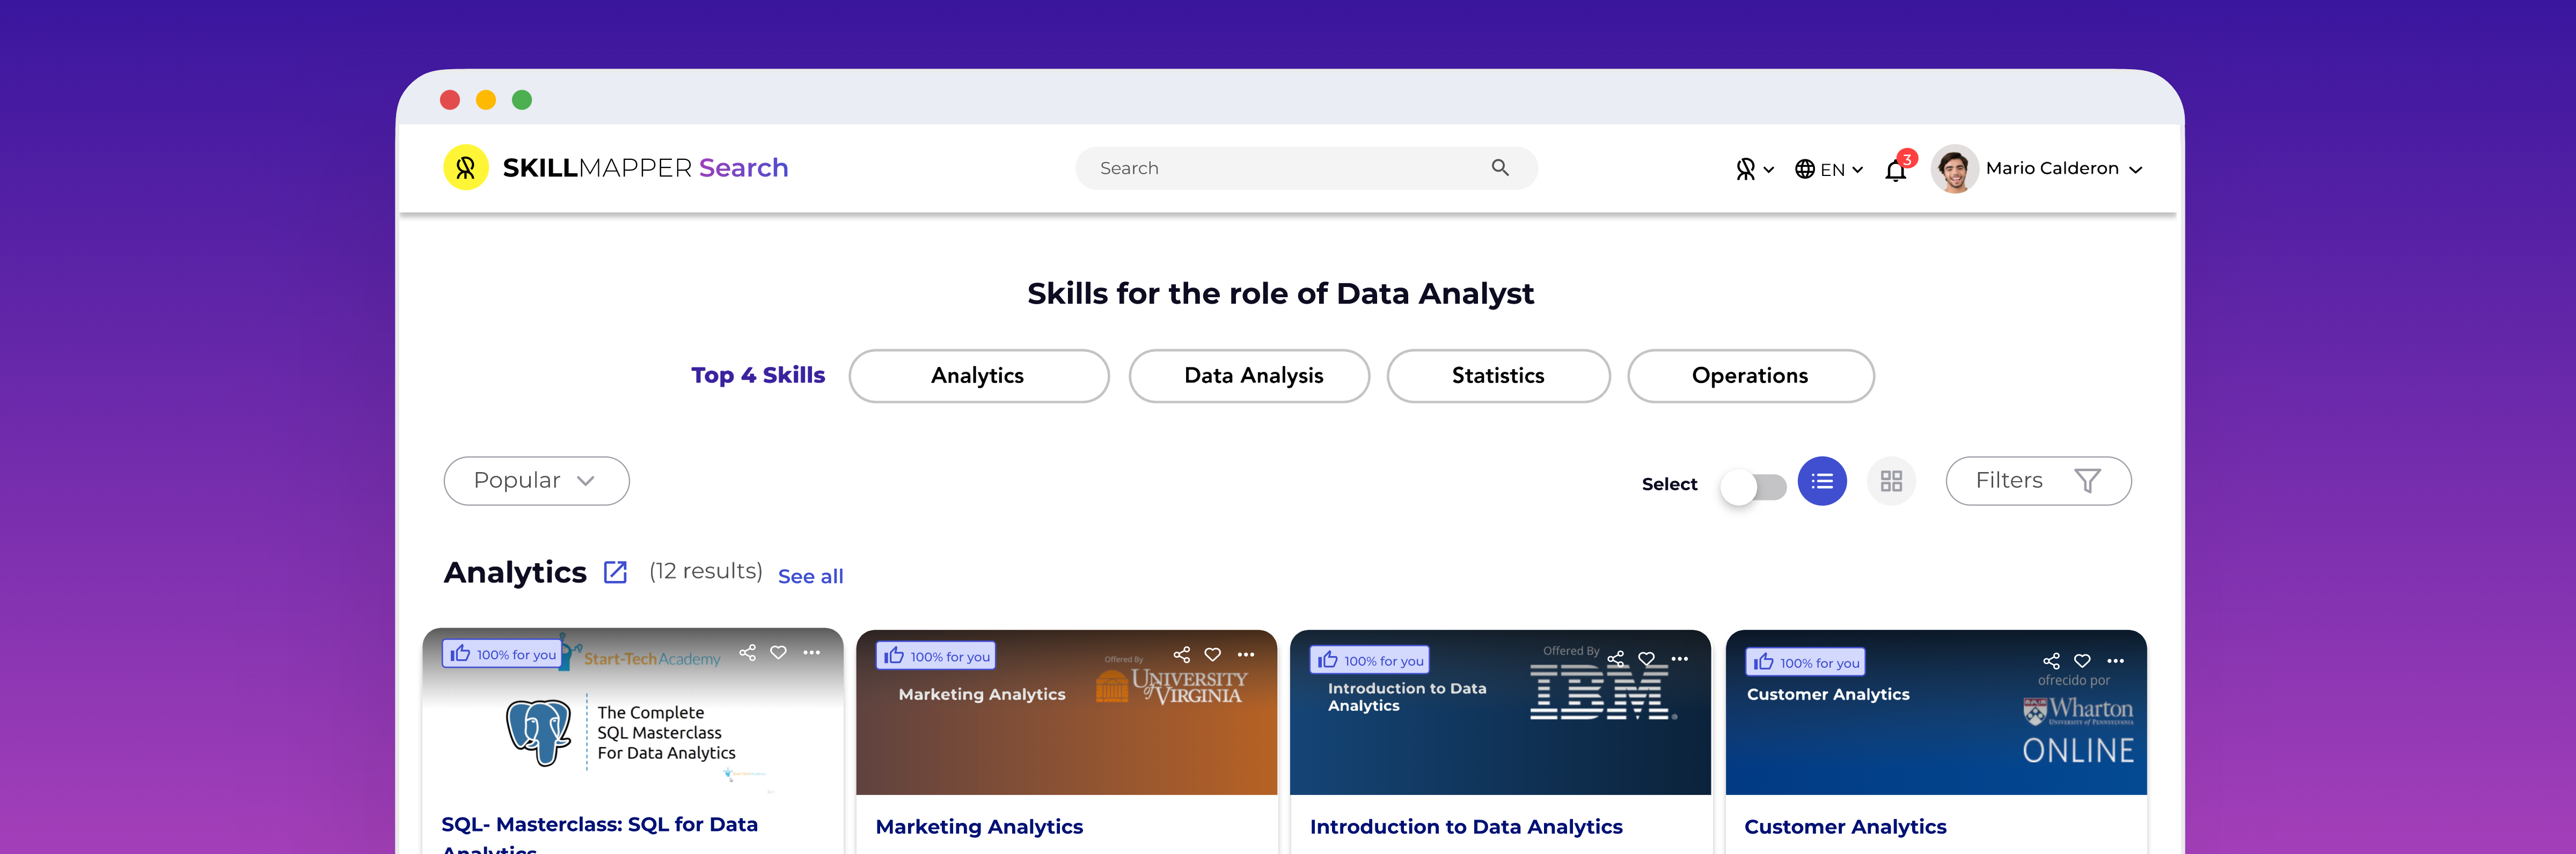 SKILLMAPPER Search
Search
EN
3
Mario Calderon
Skills for the role of Data Analyst
Top 4 Skills
Analytics
Data Analysis
Statistics
Operations
Popular
Select
Filters
Analytics
(12 results)
See all
100% for you
Start-TechAcademy
The Complete
SQL Masterclass
For Data Analytics
SQL- Masterclass: SQL for Data
Analytics
100% for you
Offered By
Marketing Analytics
UNIVERSITY
of VIRGINIA
Marketing Analytics
100% for you
Offered By
Introduction to Data
Analytics
IBM
Introduction to Data Analytics
100% for you
ofrecido por
Customer Analytics
Wharton
UNIVERSITY of PENNSYLVANIA
ONLINE
Customer Analytics